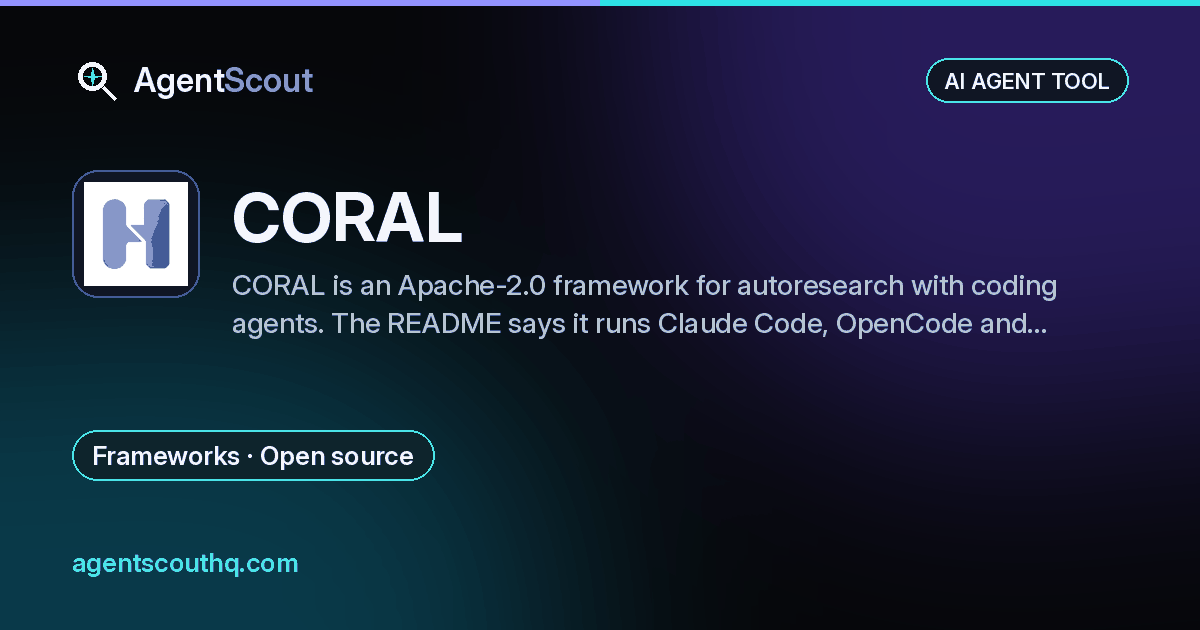 AgentScout
AI AGENT TOOL
CORAL
CORAL is an Apache-2.0 framework for autoresearch with coding
agents. The README says it runs Claude Code, OpenCode and...
Frameworks · Open source
agentscouthq.com